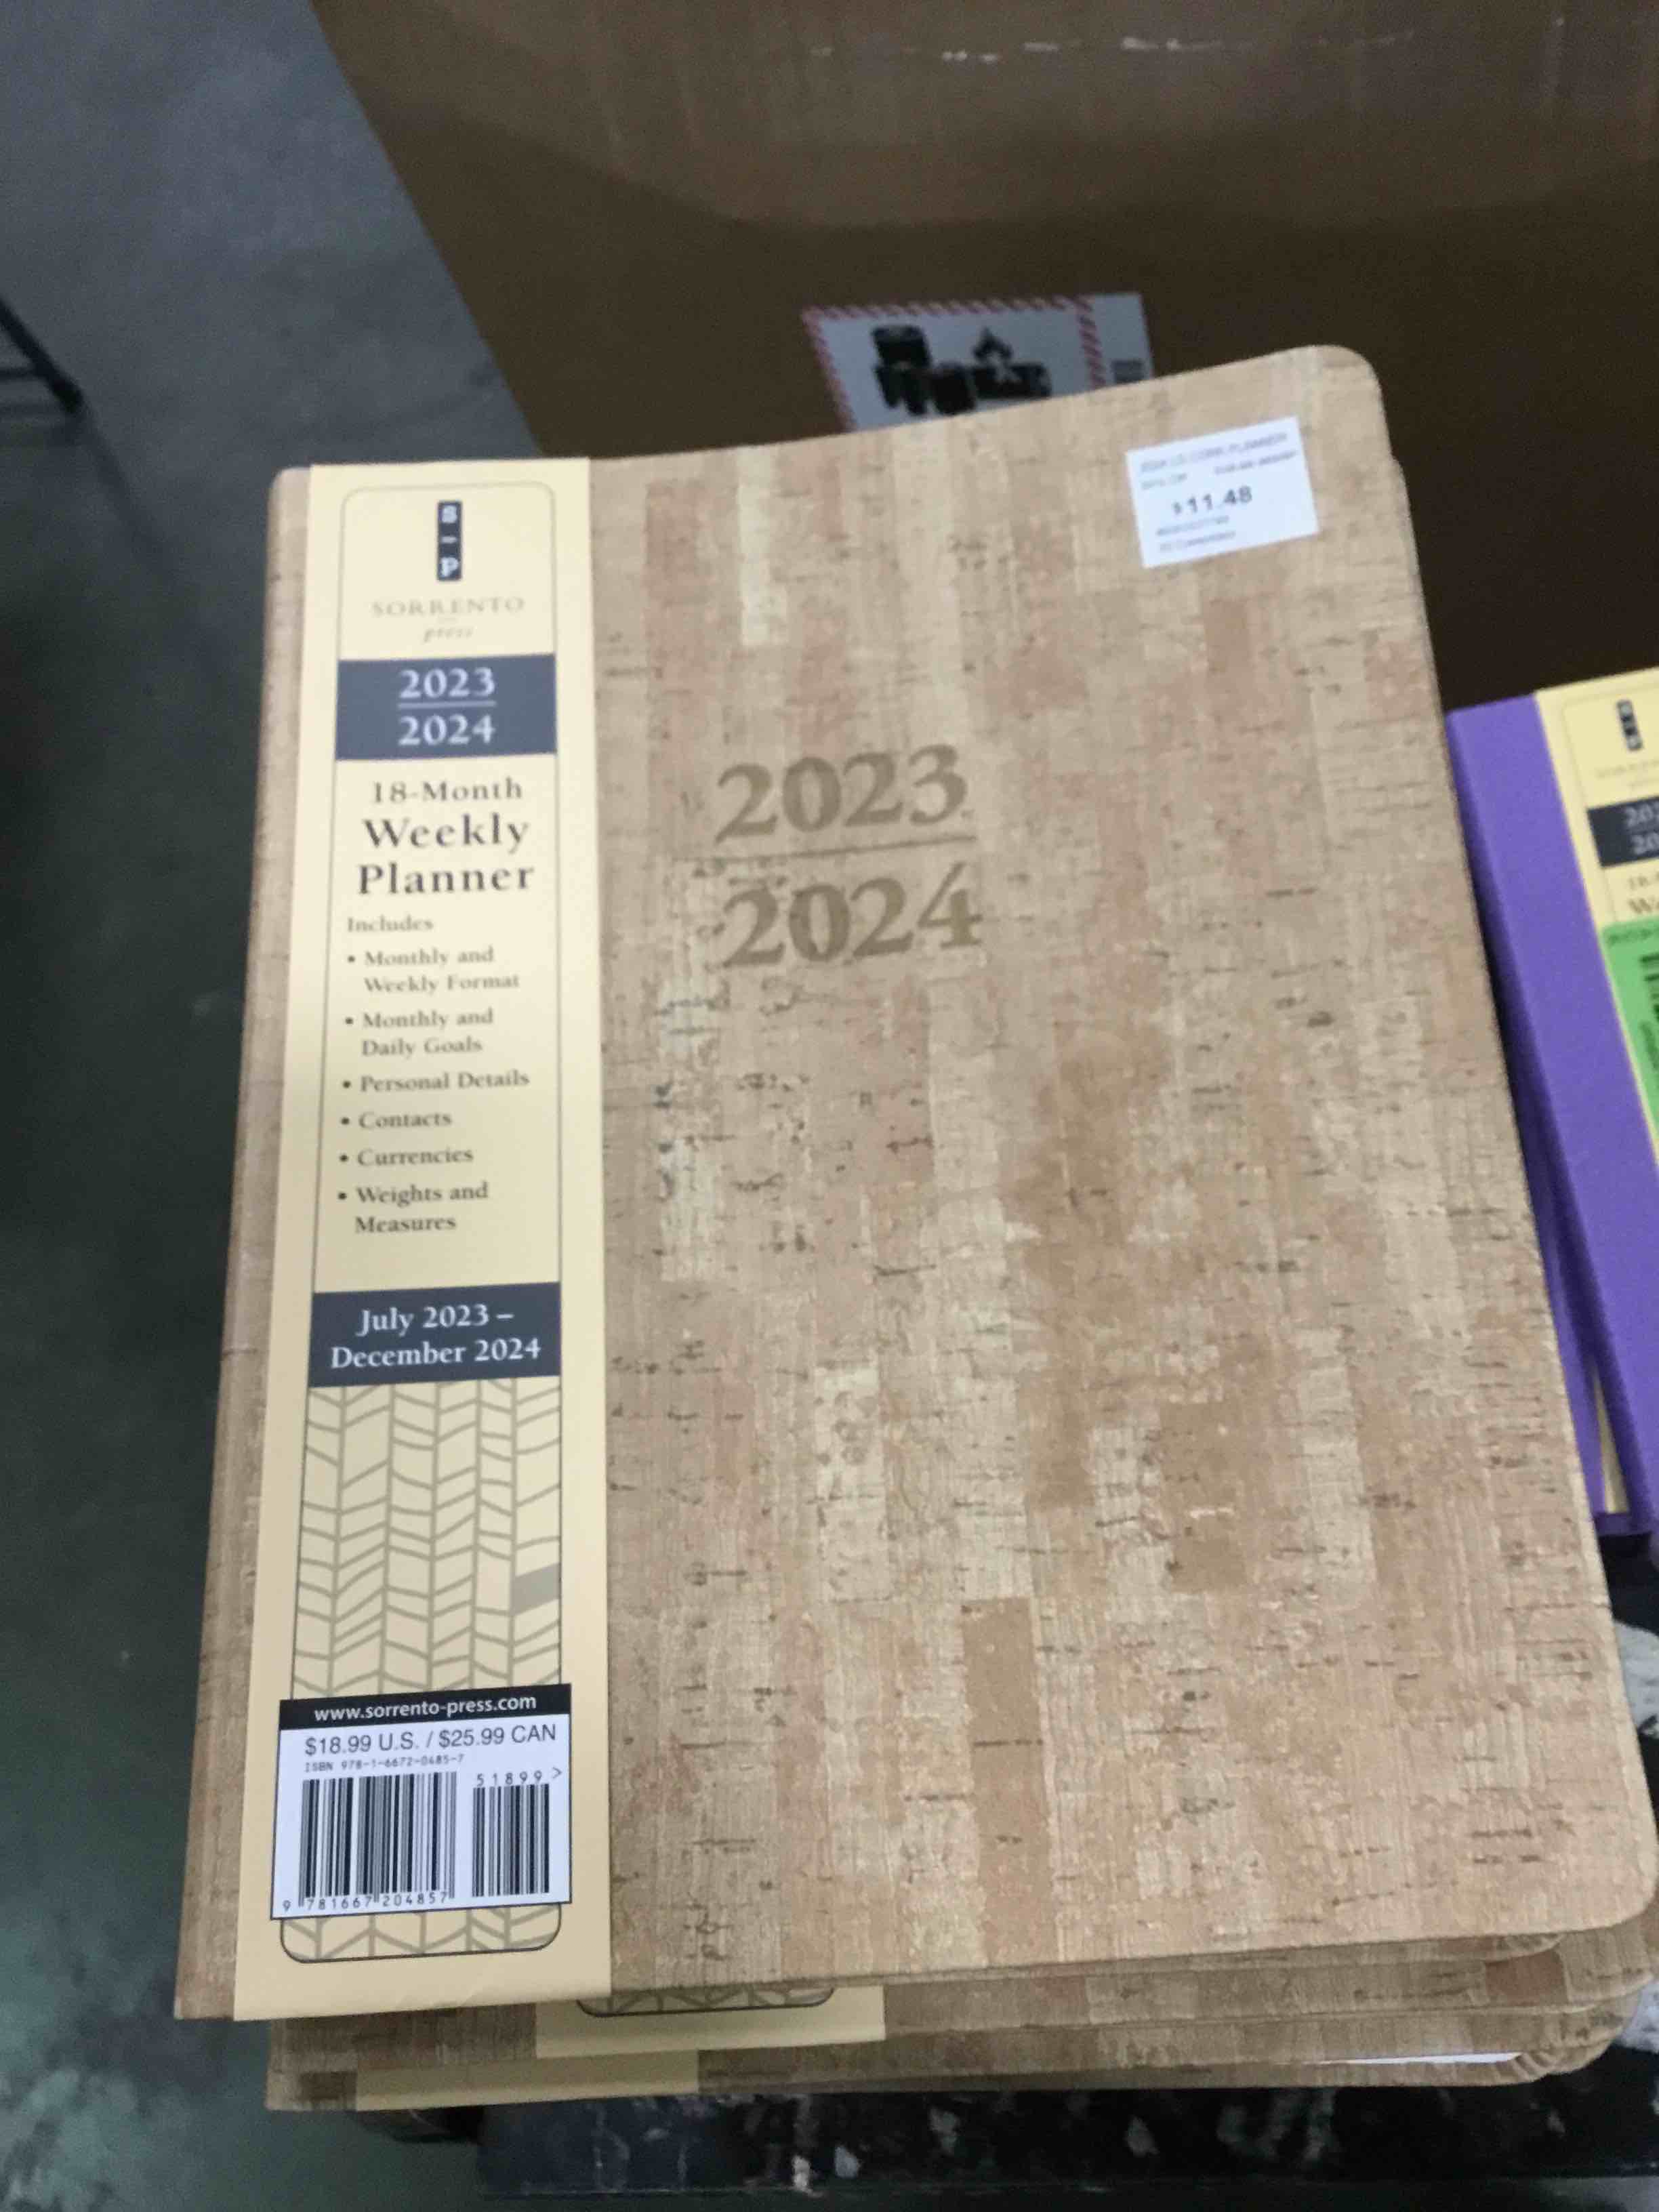 S
-
P
SORRENTO
press
2023
2024
18-Month
Weekly
Planner
Includes
• Monthly and
Weekly Format
• Monthly and
Daily Goals
• Personal Details
• Contacts
• Currencies
• Weights and
Measures
July 2023 –
December 2024
www.sorrento-press.com
$18.99 U.S. / $25.99 CAN
ISBN 978-1-6672-0485-7
51899>
9 781667 204857
2023
2024
PLANNER
$11.48